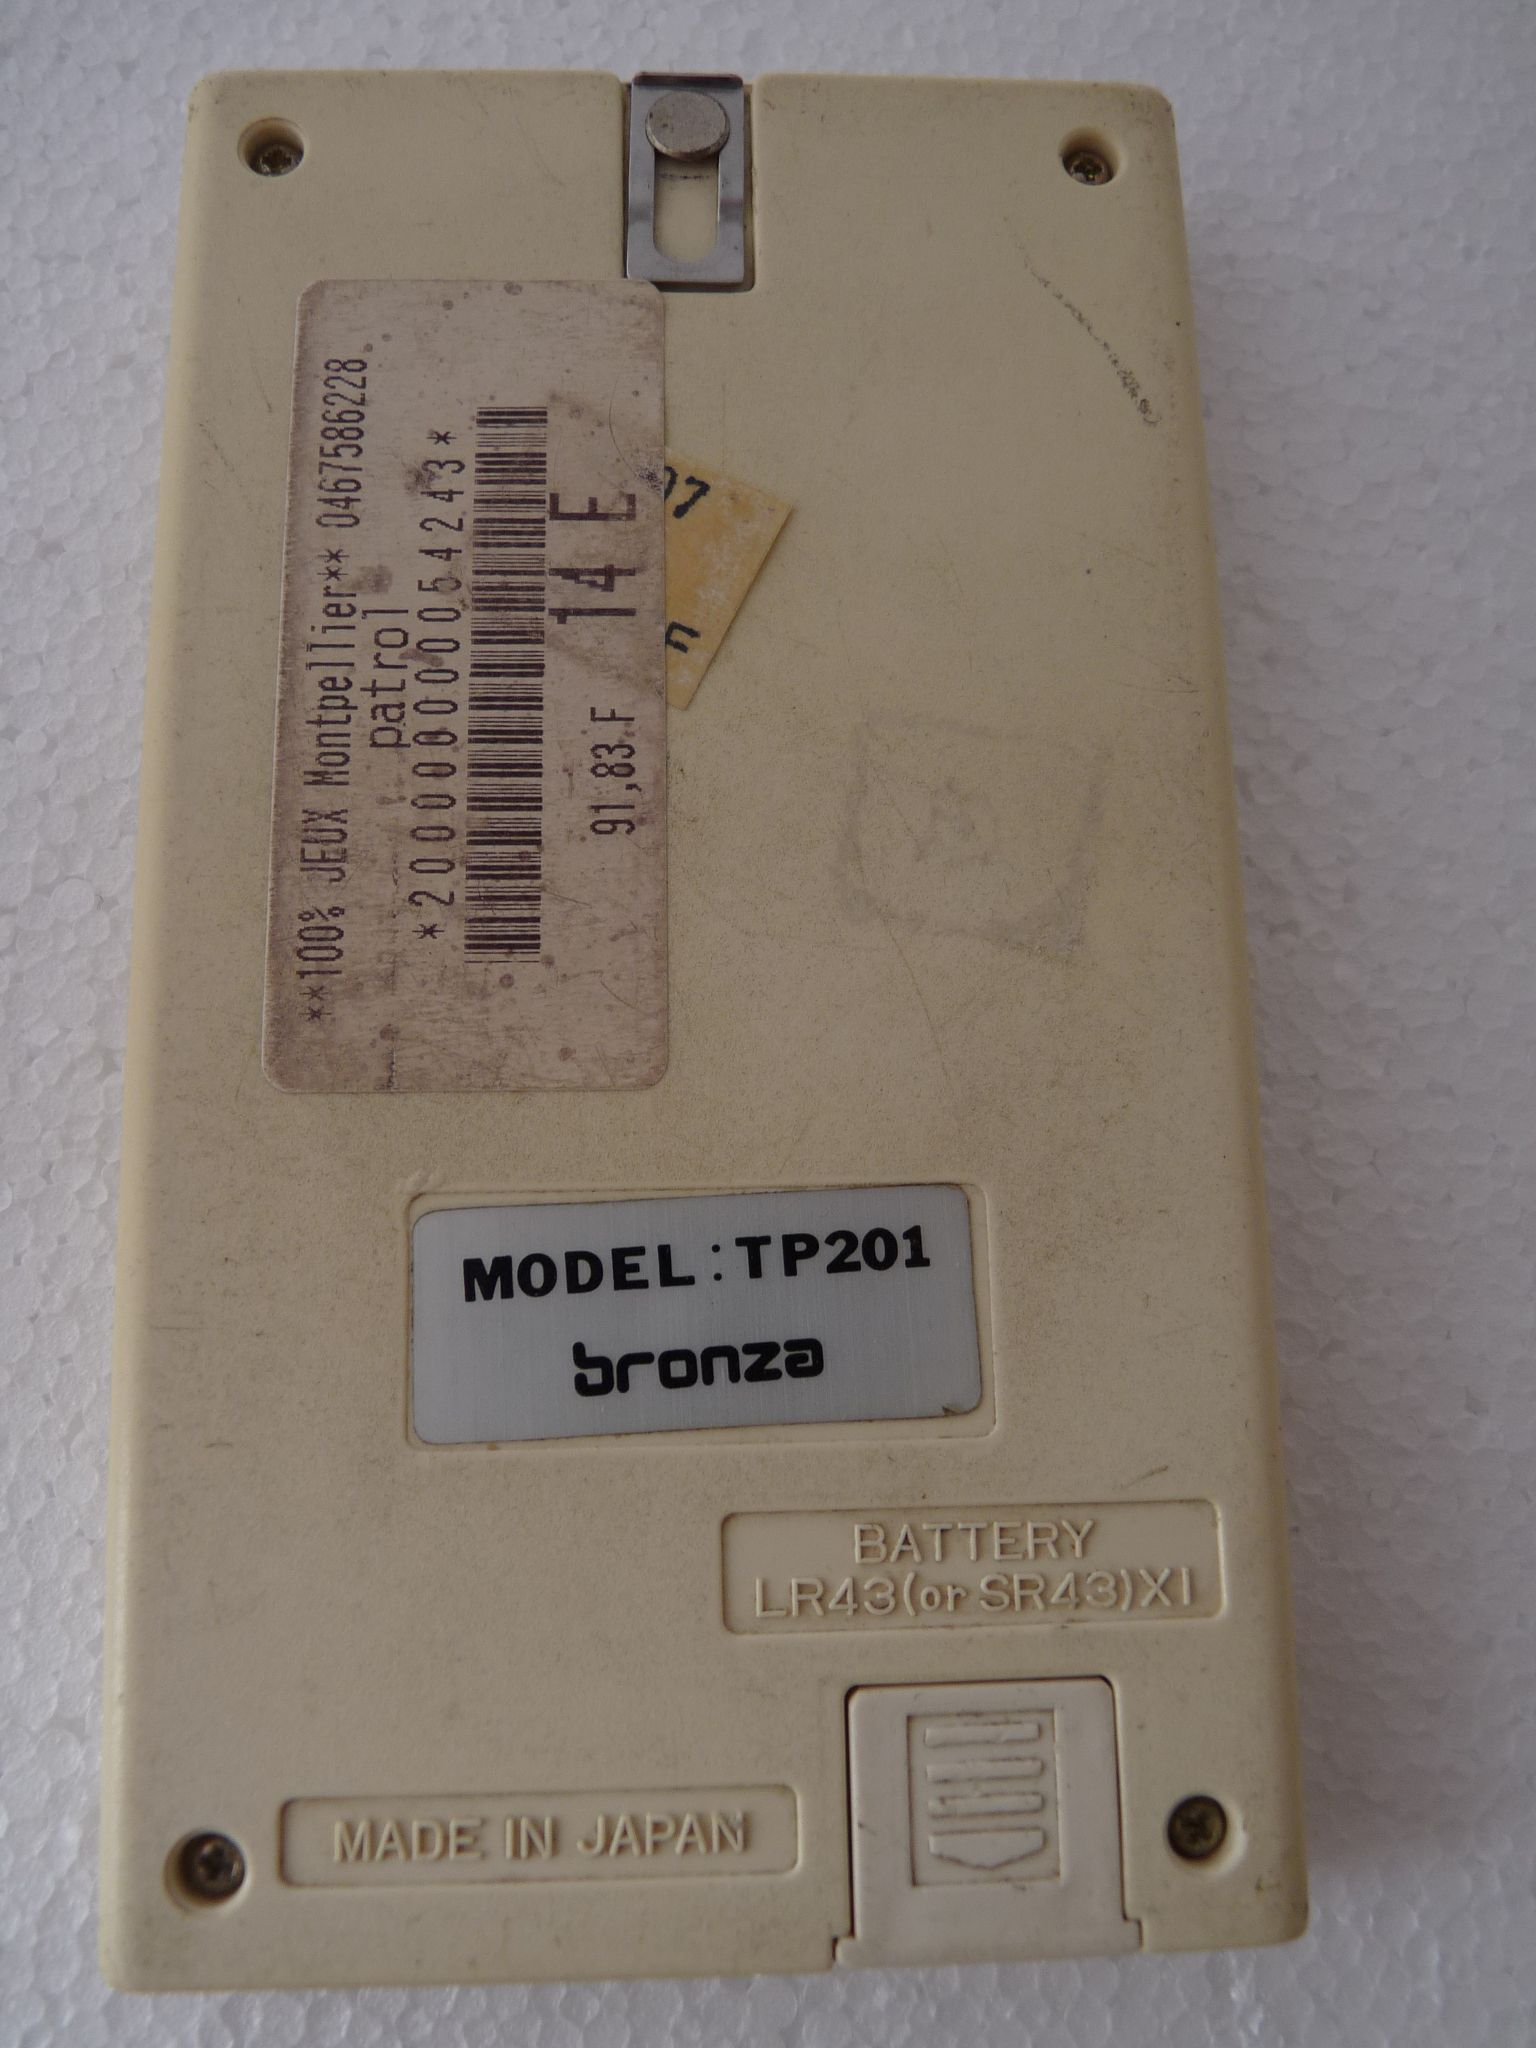 **100% JEUX Montpellier** 0467586228
patrol
*2000000054243*
14 E
91,83 F
07
MODEL:TP201
bronza
BATTERY
LR43(or SR43)X1
MADE IN JAPAN